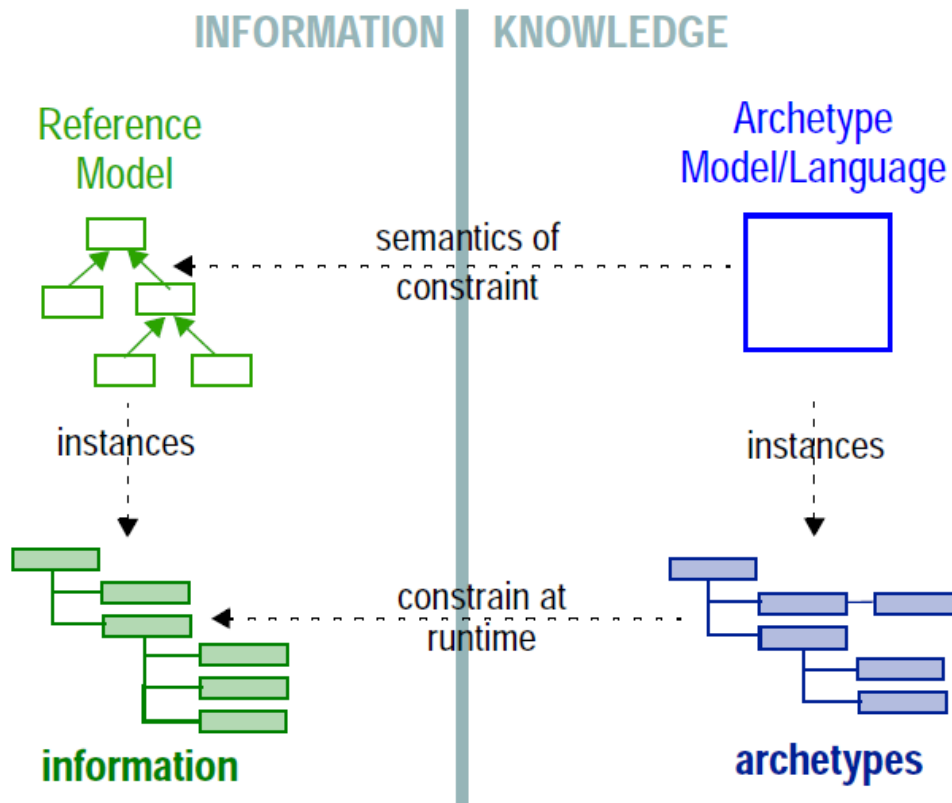 INFORMATION KNOWLEDGE
Reference
Model
Archetype
Model/Language
semantics of
constraint
instances
instances
constrain at
runtime
information
archetypes